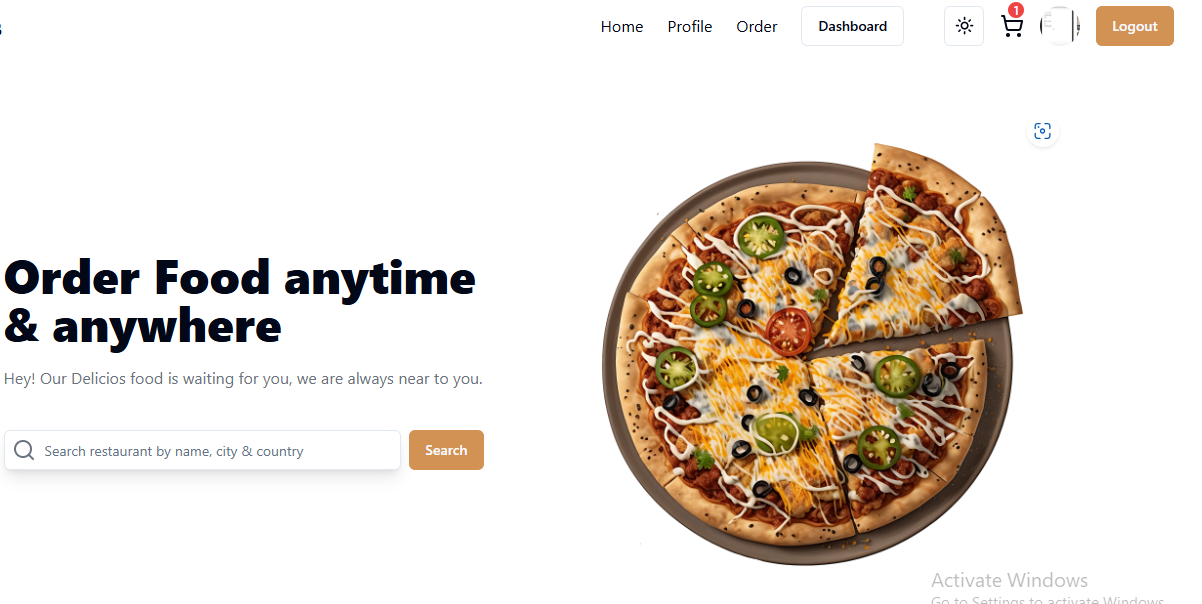 Home Profile Order Dashboard 1 Logout
Order Food anytime
& anywhere
Hey! Our Delicios food is waiting for you, we are always near to you.
Search restaurant by name, city & country Search
Activate Windows
Go to Settings to activate Windows.